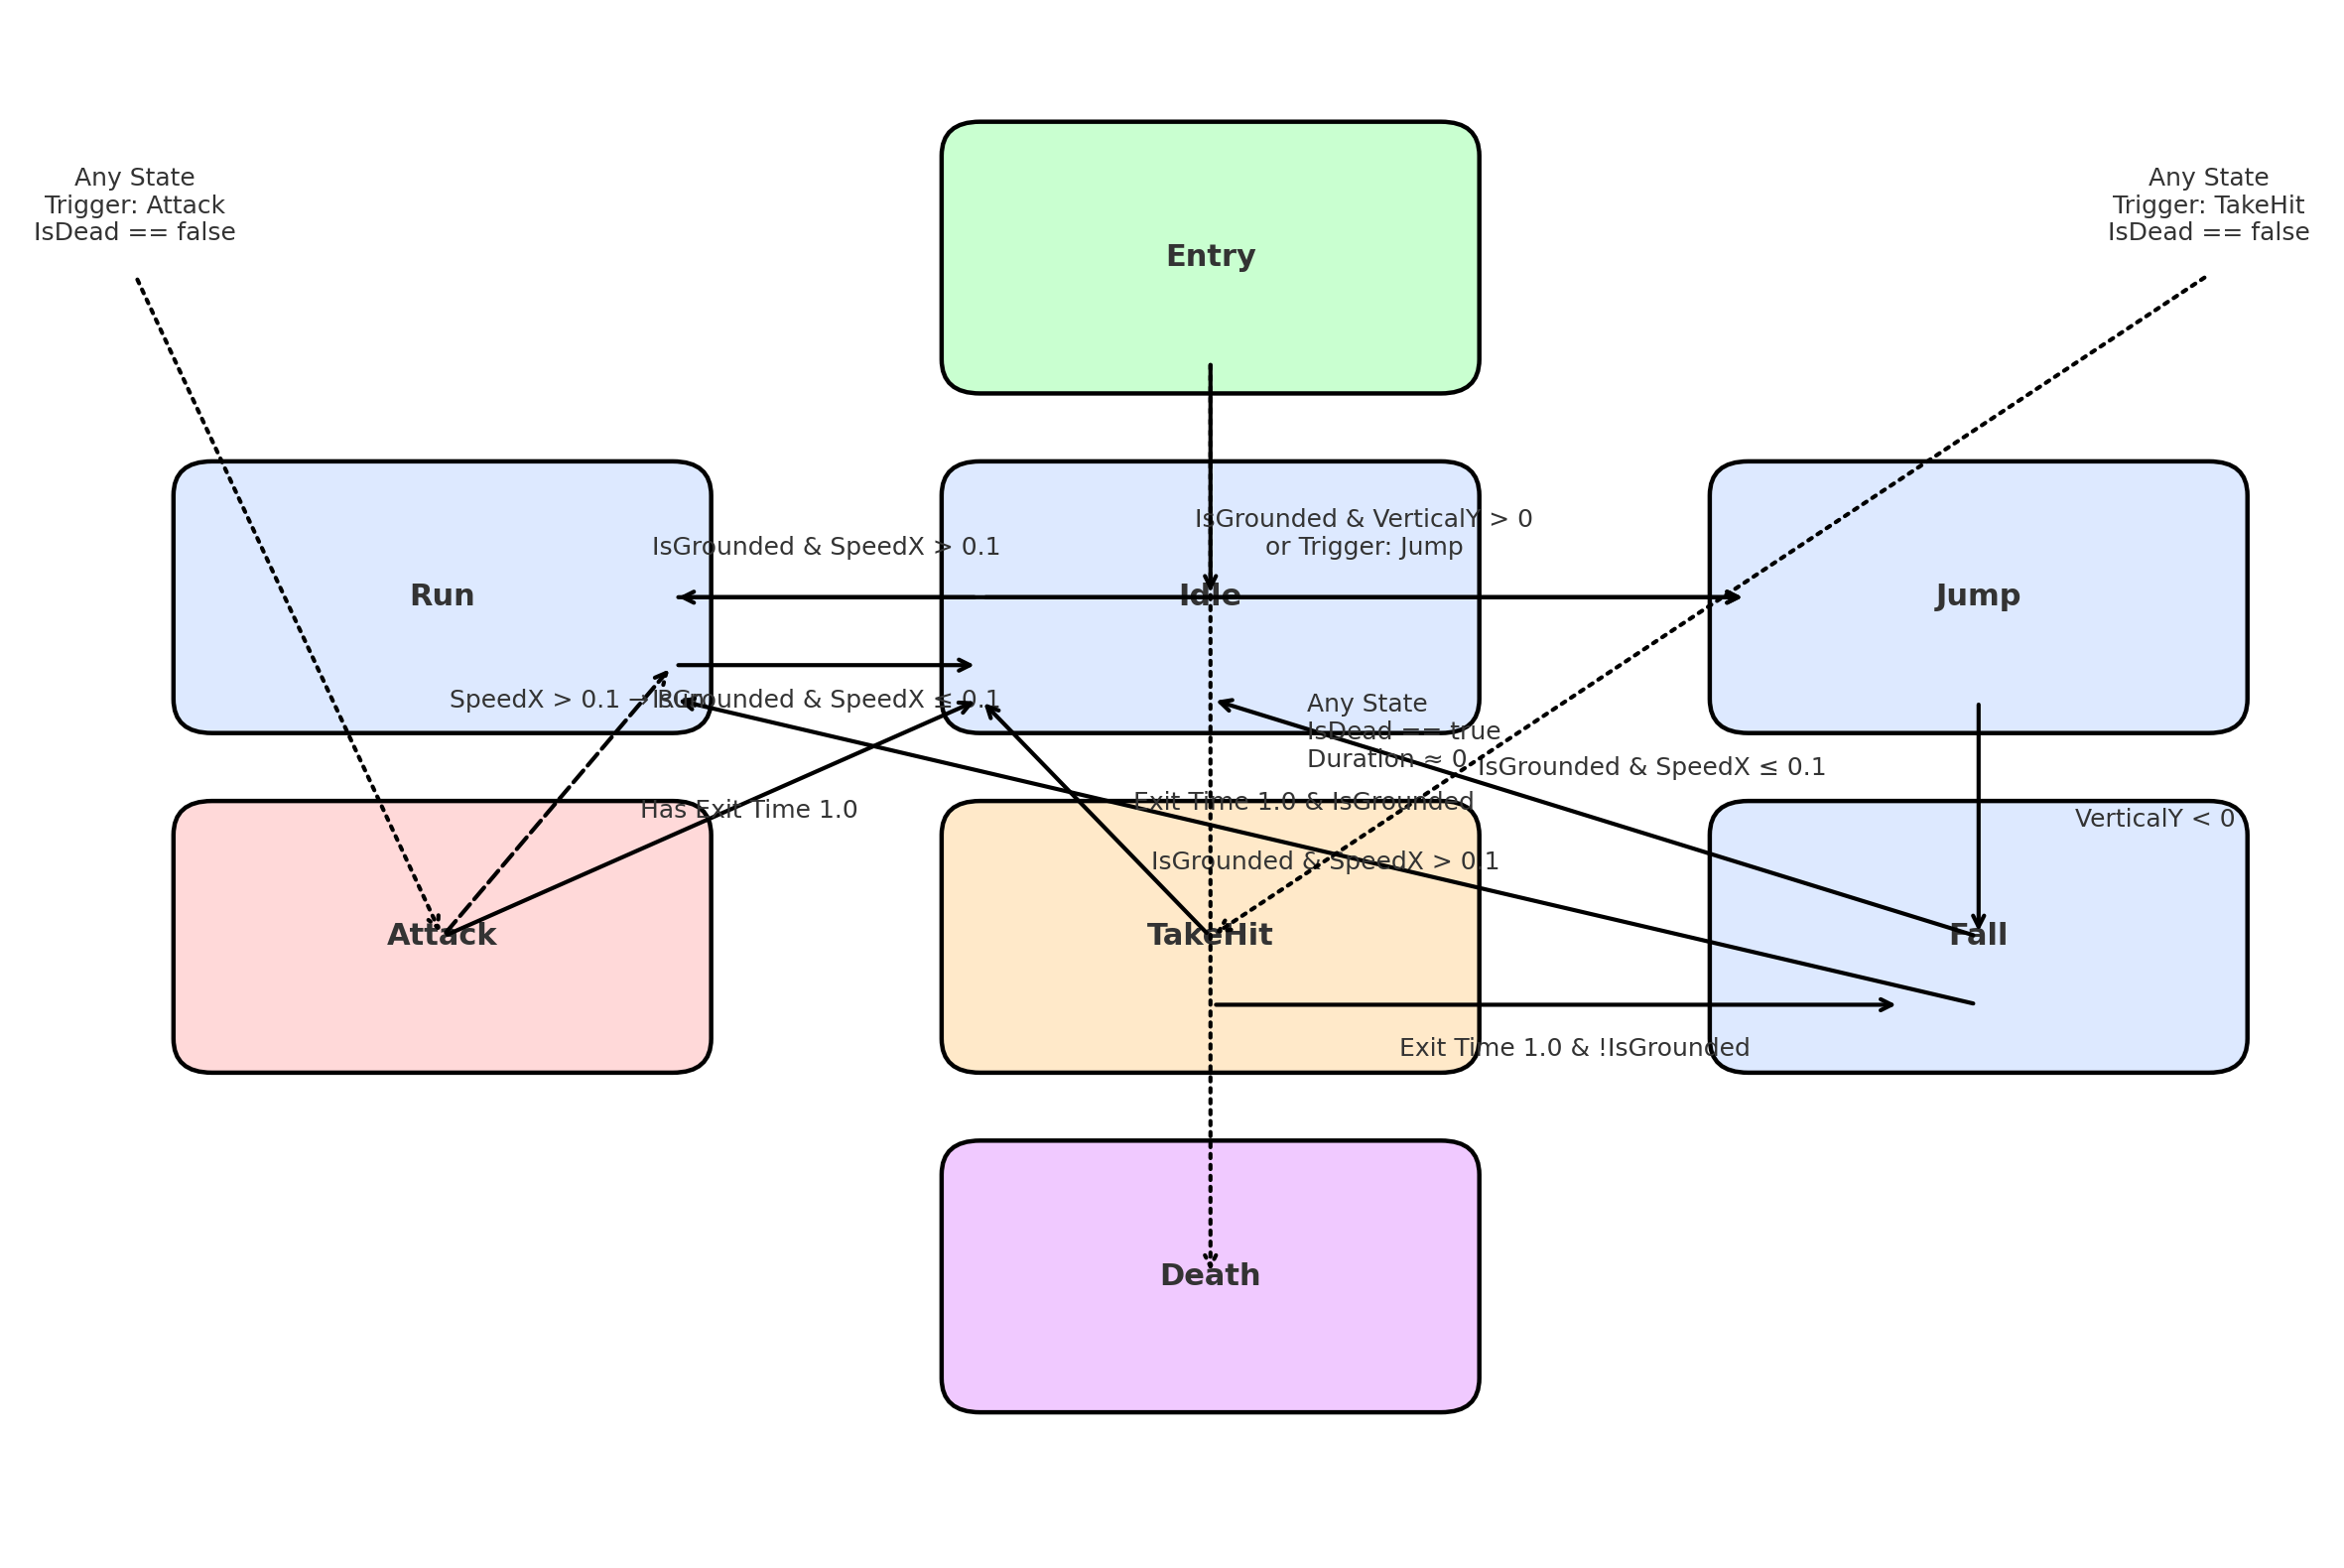 Any State
Trigger: Attack
IsDead == false
Any State
Trigger: TakeHit
IsDead == false
Entry
IsGrounded & VerticalY > 0
or Trigger: Jump
IsGrounded & SpeedX > 0.1
Run
Idle
Jump
SpeedX > 0.1 → Run
IsGrounded & SpeedX ≤ 0.1
Any State
IsDead == true
Duration ≈ 0
IsGrounded & SpeedX ≤ 0.1
Has Exit Time 1.0
Exit Time 1.0 & IsGrounded
VerticalY < 0
IsGrounded & SpeedX > 0.1
Attack
TakeHit
Fall
Exit Time 1.0 & !IsGrounded
Death